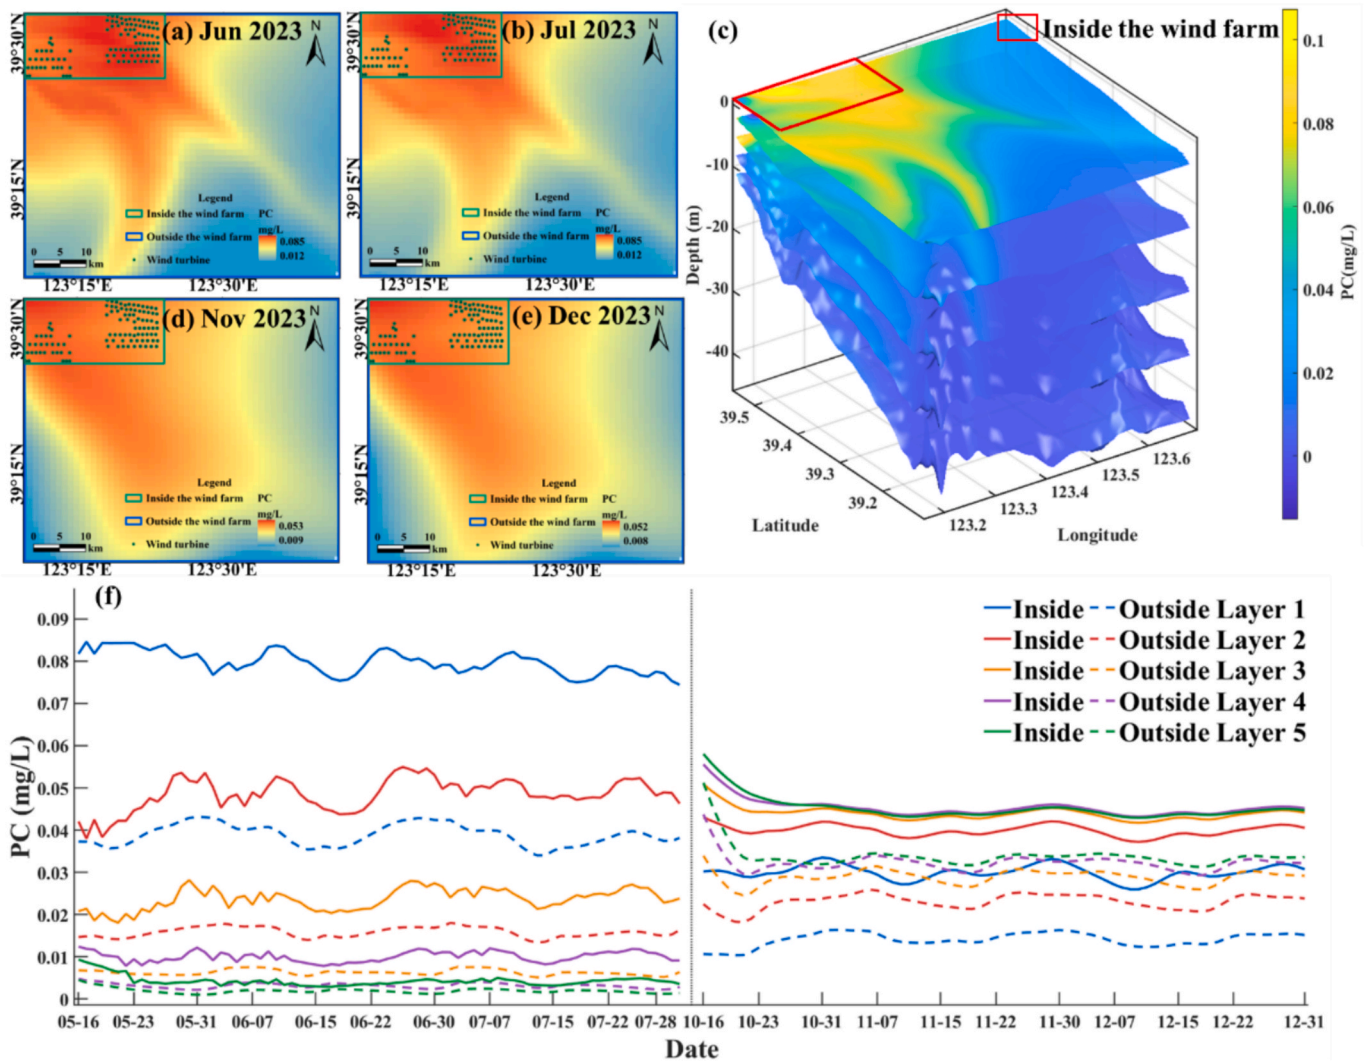 (a) Jun 2023
N
39°30'N
39°15'N
Legend
Inside the wind farm PC
mg/L
Outside the wind farm
0.085
0.012
Wind turbine
0 5 10
km
123°15'E 123°30'E
(b) Jul 2023
N
39°30'N
39°15'N
Legend
Inside the wind farm PC
mg/L
Outside the wind farm
0.085
0.012
Wind turbine
0 5 10
km
123°15'E 123°30'E
(c)
Inside the wind farm
0
-10
-20
-30
-40
Depth (m)
39.5
39.4
39.3
39.2
Latitude
123.2
123.3
123.4
123.5
123.6
Longitude
0.1
0.08
0.06
0.04
0.02
0
PC(mg/L)
(d) Nov 2023
N
39°30'N
39°15'N
Legend
Inside the wind farm PC
mg/L
Outside the wind farm
0.053
0.009
Wind turbine
0 5 10
km
123°15'E 123°30'E
(e) Dec 2023
N
39°30'N
39°15'N
Legend
Inside the wind farm PC
mg/L
Outside the wind farm
0.052
0.008
Wind turbine
0 5 10
km
123°15'E 123°30'E
(f)
Inside Outside Layer 1
Inside Outside Layer 2
Inside Outside Layer 3
Inside Outside Layer 4
Inside Outside Layer 5
0.09
0.08
0.07
0.06
0.05
0.04
0.03
0.02
0.01
0
PC (mg/L)
05-16 05-23 05-31 06-07 06-15 06-22 06-30 07-07 07-15 07-22 07-28 10-16 10-23 10-31 11-07 11-15 11-22 11-30 12-07 12-15 12-22 12-31
Date